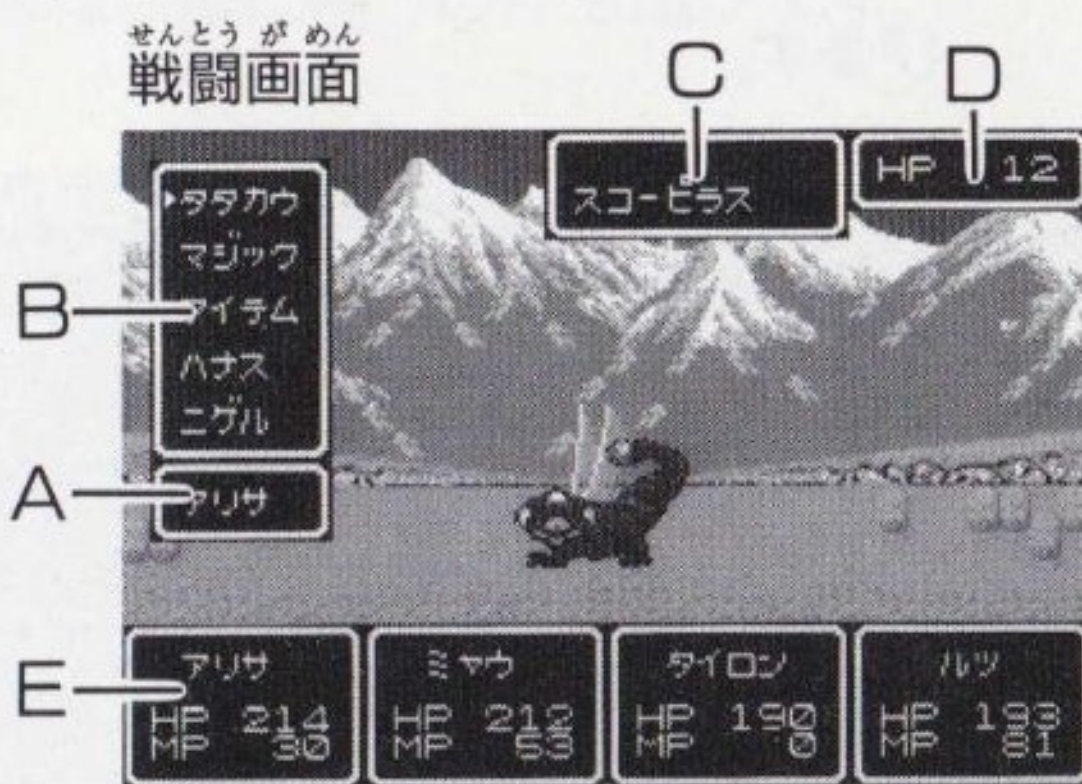 せんとうがめん
戦闘画面
C
D
スコーピラス
HP 12
B
▶タタカウ
マジック
アイテム
ハナス
ニゲル
A
アリサ
E
アリサ
HP 214
MP 30
ミャウ
HP 212
MP 53
タイロン
HP 190
MP 0
ルツ
HP 193
MP 81